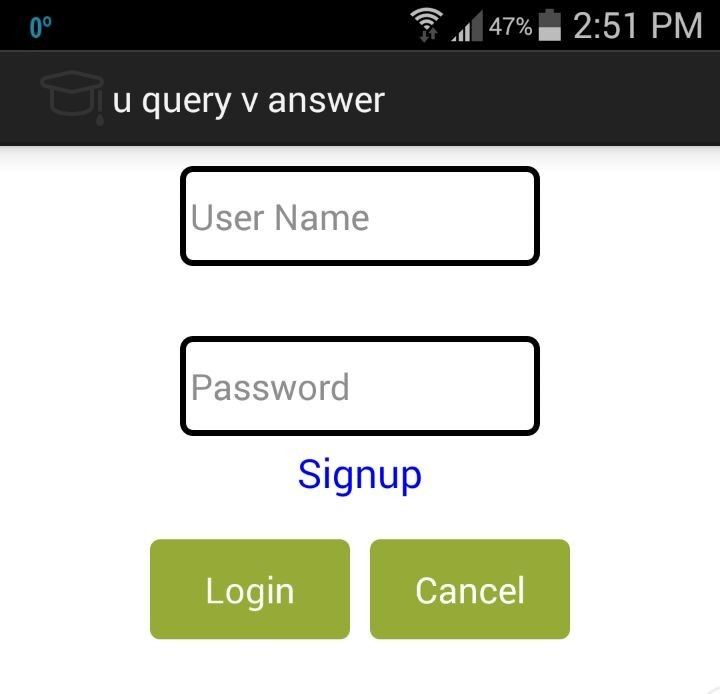 0° 47% 2:51 PM
u query v answer
User Name
Password
Signup
Login Cancel